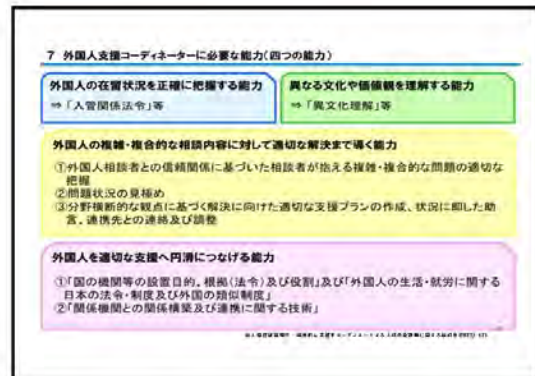 7 外国人支援コーディネーターに必要な能力(四つの能力)
外国人の在留状況を正確に把握する能力
⇒「入管関係法令」等
異なる文化や価値観を理解する能力
⇒「異文化理解」等
外国人の複雑・複合的な相談内容に対して適切な解決まで導く能力
①外国人相談者との信頼関係に基づいた相談者が抱える複雑・複合的な問題の適切な
把握
②問題状況の見極め
③分野横断的な観点に基づく解決に向けた適切な支援プランの作成、状況に即した助
言、連携先との連絡及び調整
外国人を適切な支援へ円滑につなげる能力
①「国の機関等の設置目的、根拠(法令)及び役割」及び「外国人の生活・就労に関する
日本の法令・制度及び外国の類似制度」
②「関係機関との関係構築及び連携に関する技術」